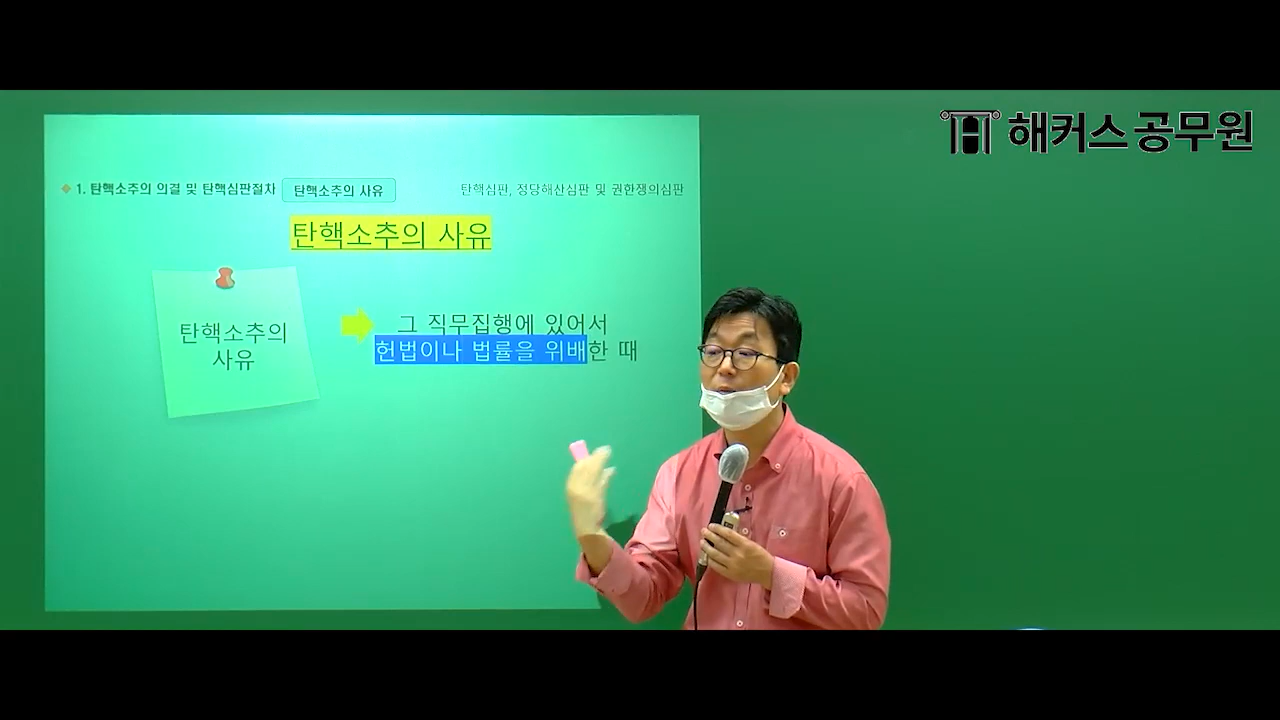 해커스 공무원
1. 탄핵소추의 의결 및 탄핵심판절차 탄핵소추의 사유 탄핵심판, 정당해산심판 및 권한쟁의심판
탄핵소추의 사유
탄핵소추의
사유
그 직무집행에 있어서
헌법이나 법률을 위배한 때